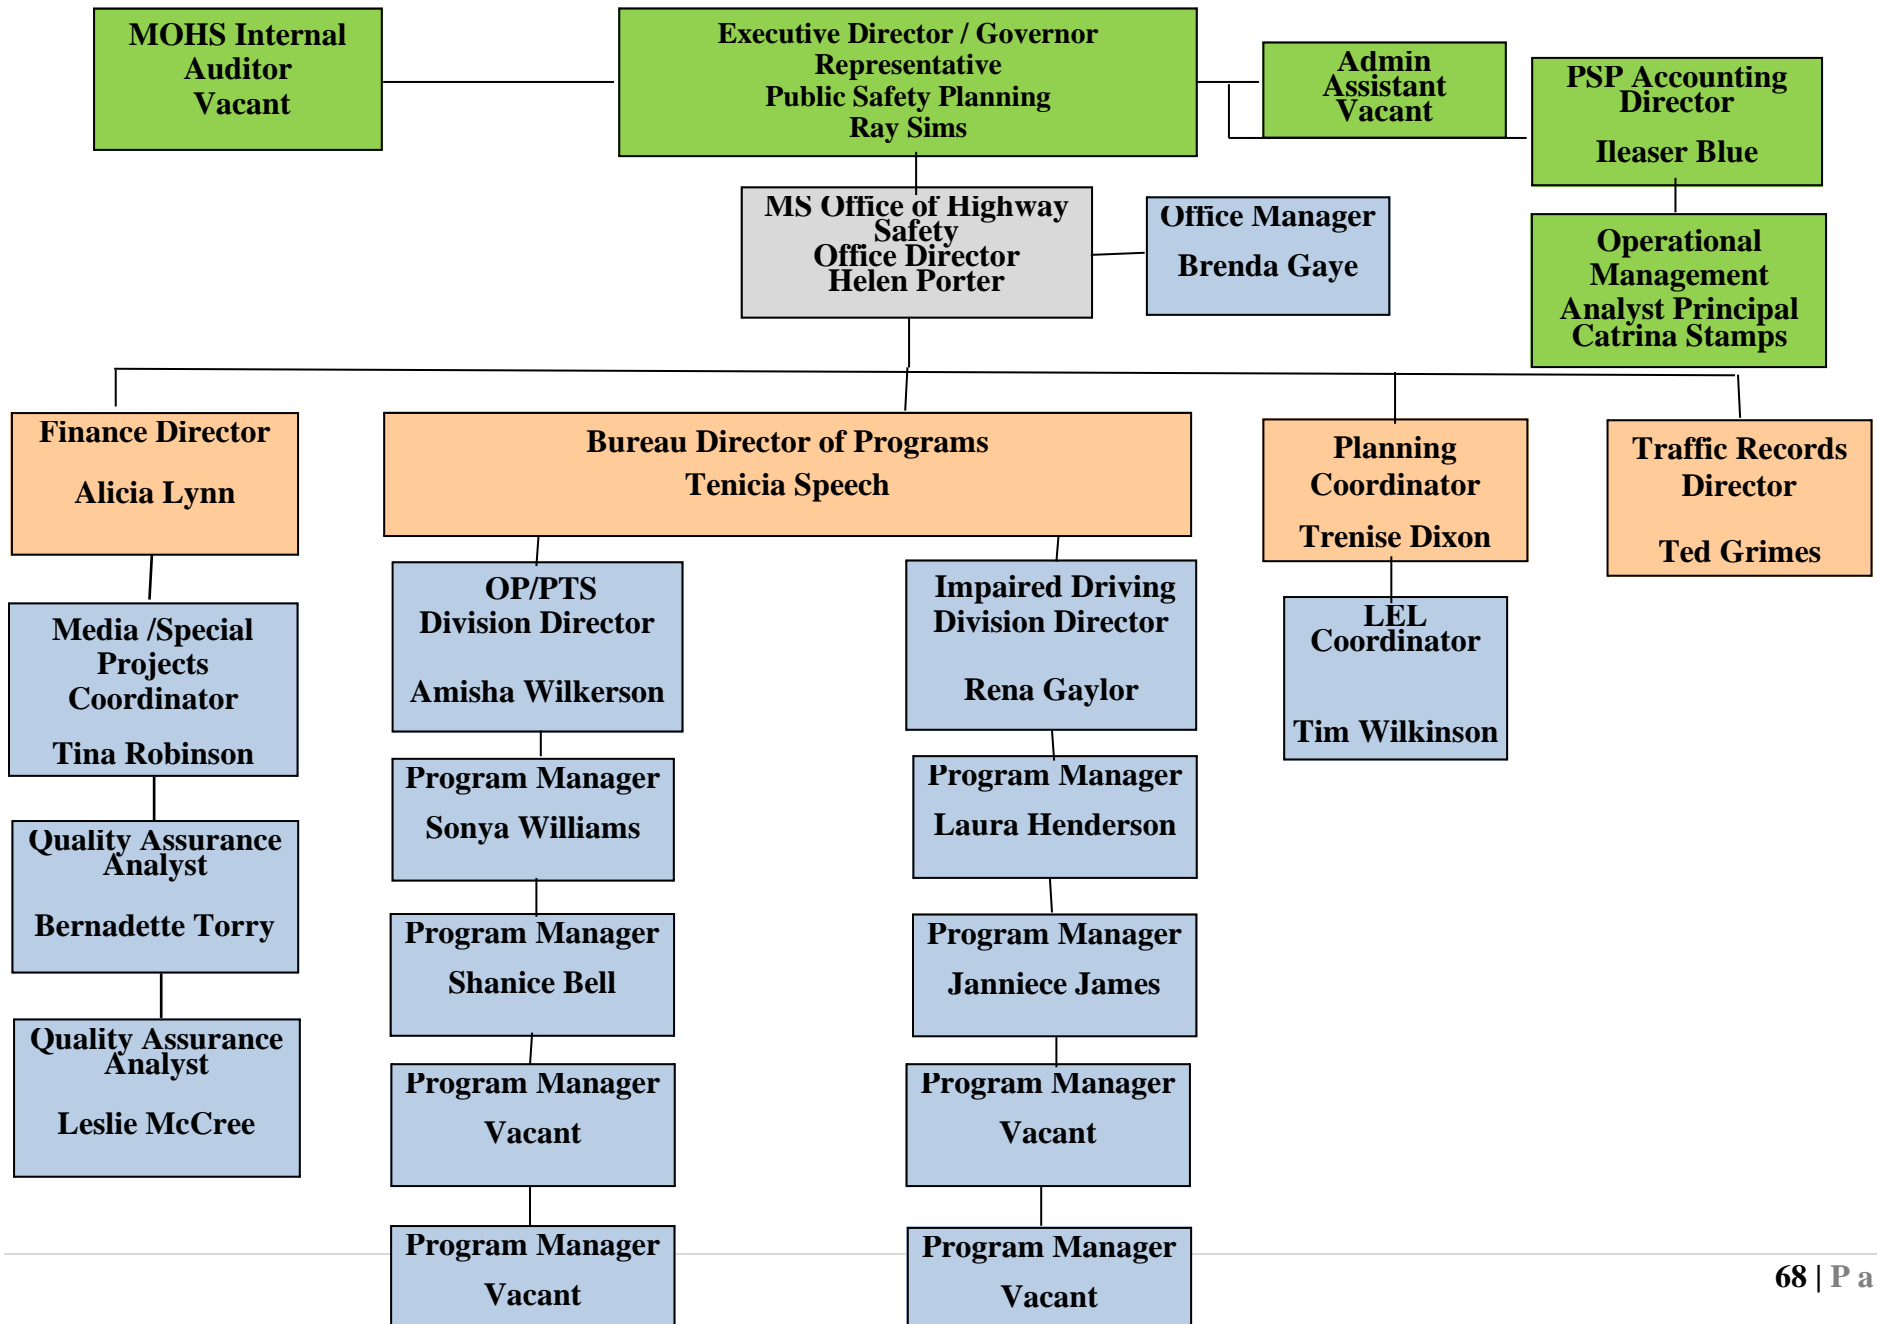 MOHS Internal
Auditor
Vacant
Executive Director / Governor
Representative
Public Safety Planning
Ray Sims
Admin
Assistant
Vacant
PSP Accounting
Director
Ileaser Blue
MS Office of Highway
Safety
Office Director
Helen Porter
Office Manager
Brenda Gaye
Operational
Management
Analyst Principal
Catrina Stamps
Finance Director
Alicia Lynn
Bureau Director of Programs
Tenicia Speech
Planning
Coordinator
Trenise Dixon
Traffic Records
Director
Ted Grimes
Media /Special
Projects
Coordinator
Tina Robinson
OP/PTS
Division Director
Amisha Wilkerson
Impaired Driving
Division Director
Rena Gaylor
LEL
Coordinator
Tim Wilkinson
Quality Assurance
Analyst
Bernadette Torry
Program Manager
Sonya Williams
Program Manager
Laura Henderson
Quality Assurance
Analyst
Leslie McCree
Program Manager
Shanice Bell
Program Manager
Janniece James
Program Manager
Vacant
Program Manager
Vacant
Program Manager
Vacant
Program Manager
Vacant
68 | P a